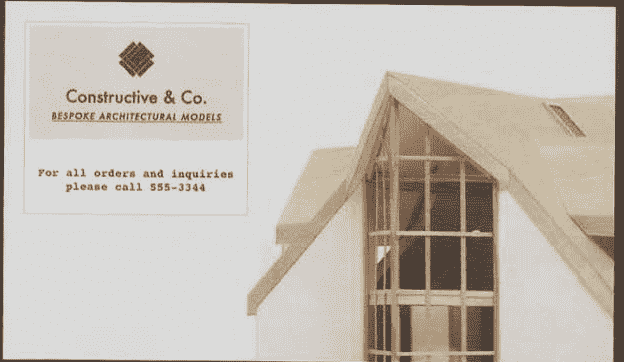 Constructive & Co.
BESPOKE ARCHITECTURAL MODELS
For all orders and inquiries
please call 555-3344